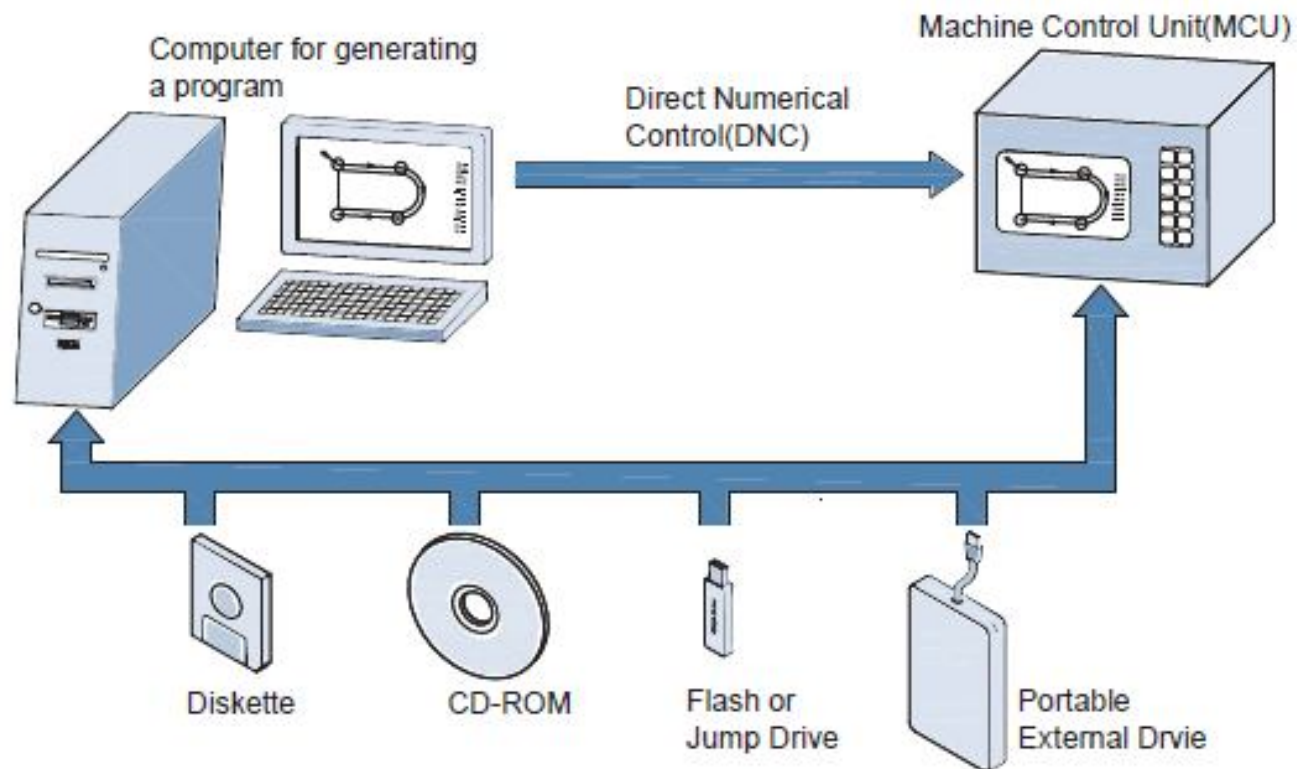 Machine Control Unit(MCU)
Computer for generating
a program
Direct Numerical
Control(DNC)
Diskette
CD-ROM
Flash or
Jump Drive
Portable
External Drvie